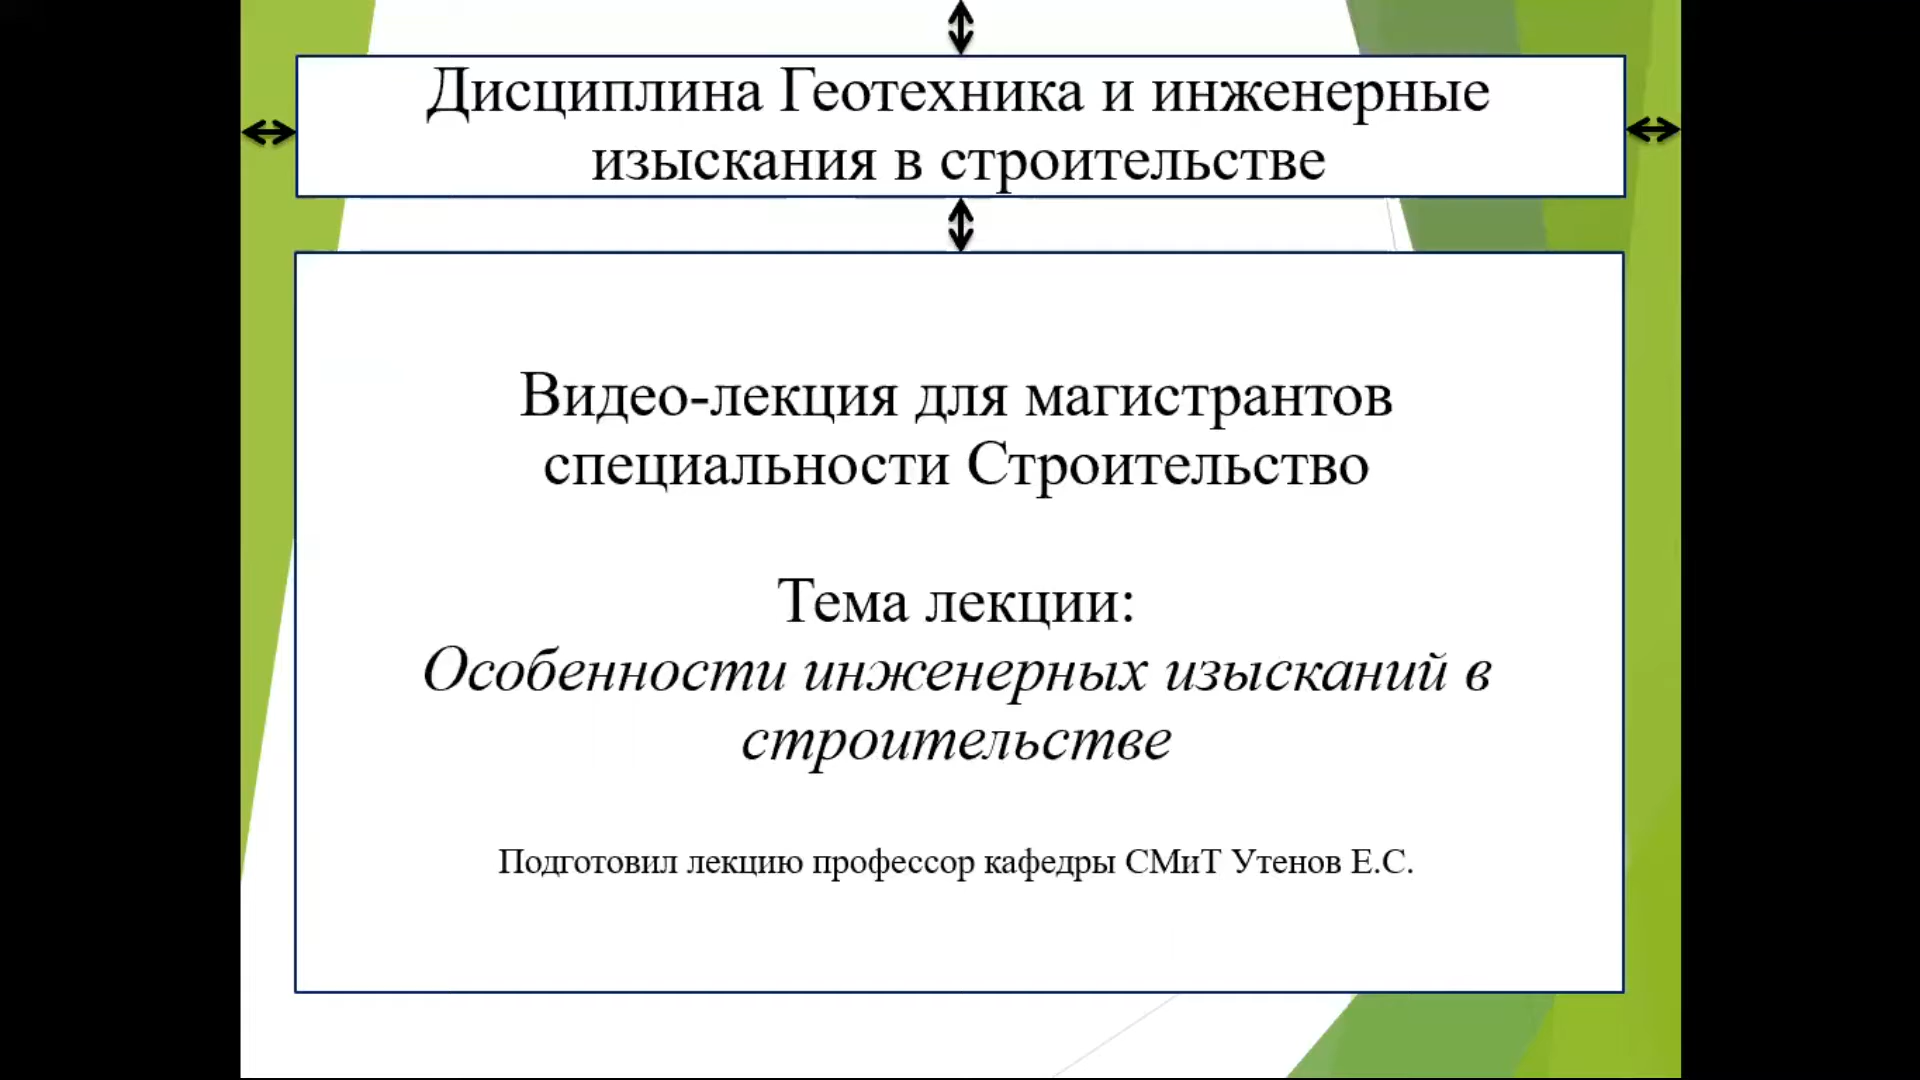 Дисциплина Геотехника и инженерные
изыскания в строительстве
Видео-лекция для магистрантов
специальности Строительство
Тема лекции:
Особенности инженерных изысканий в
строительстве
Подготовил лекцию профессор кафедры СМиТ Утенов Е.С.